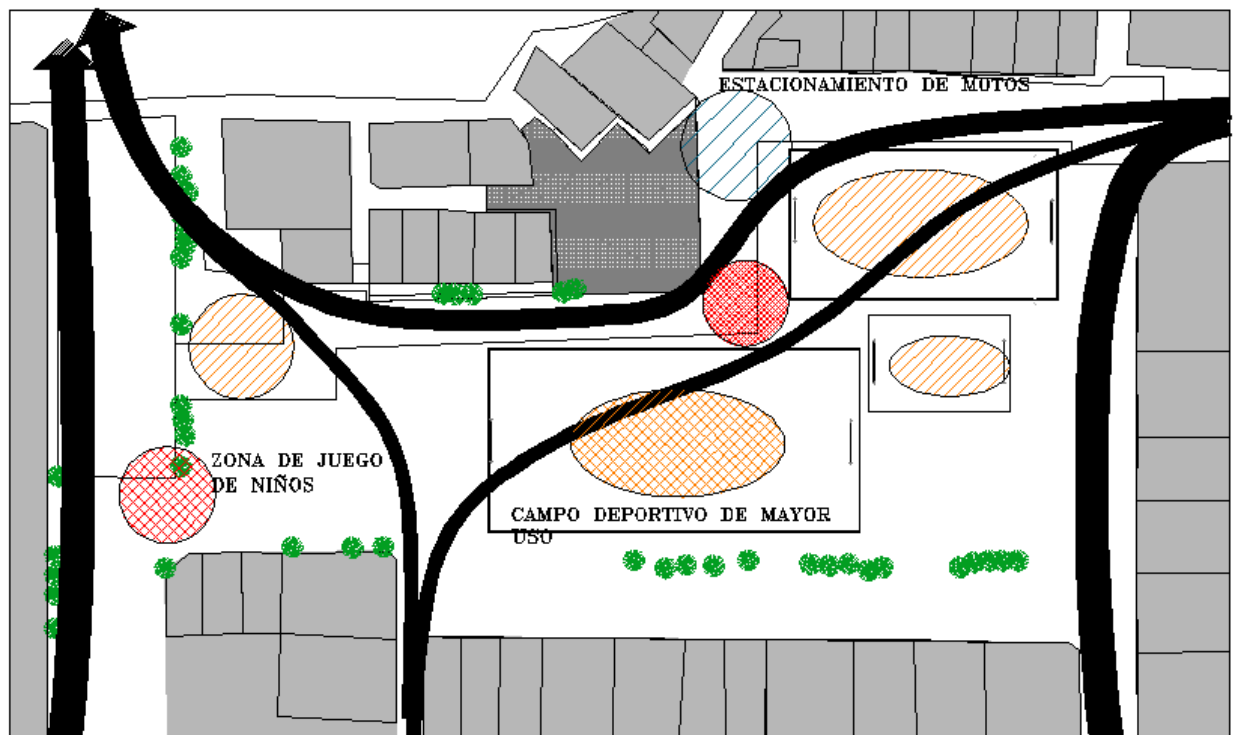 ESTACIONAMIENTO DE MOTOS
ZONA DE JUEGO
DE NIÑOS
CAMPO DEPORTIVO DE MAYOR
USO